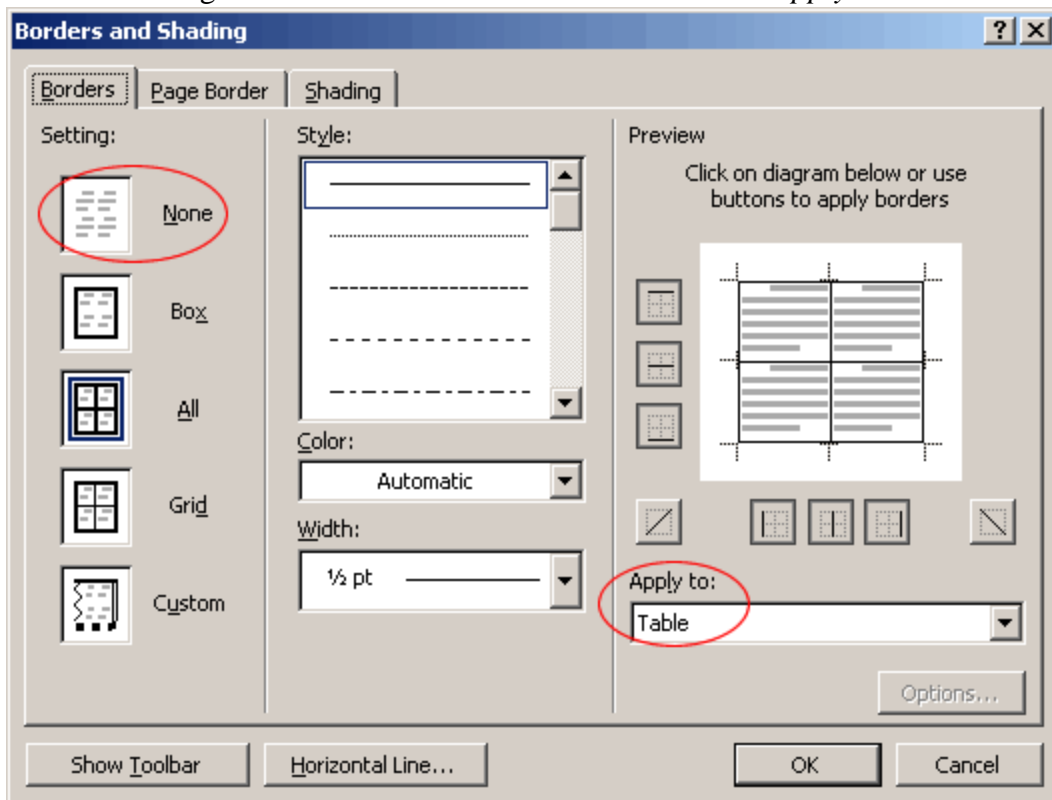 Borders and Shading
Borders
Page Border
Shading
Setting:
None
Box
All
Grid
Custom
Style:
Color:
Automatic
Width:
½ pt
Preview
Click on diagram below or use
buttons to apply borders
Apply to:
Table
Options...
Show Toolbar
Horizontal Line...
OK
Cancel